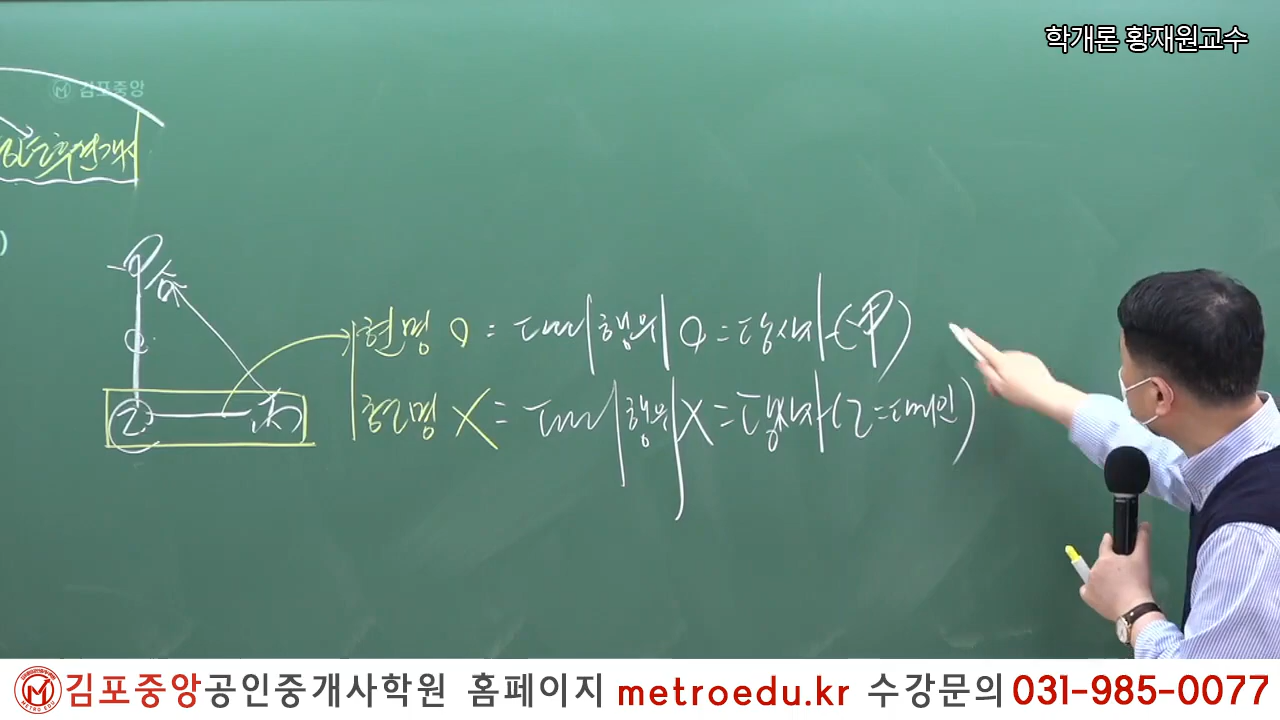 학개론 황재원교수
김포중앙
甲
乙 丙
현명 O = 대리/행위/O = 당사자 (甲)
현명 X = 대리/행위/X = 당사자 (乙=대리인)
김포중앙공인중개사학원 홈페이지 metroedu.kr 수강문의 031-985-0077